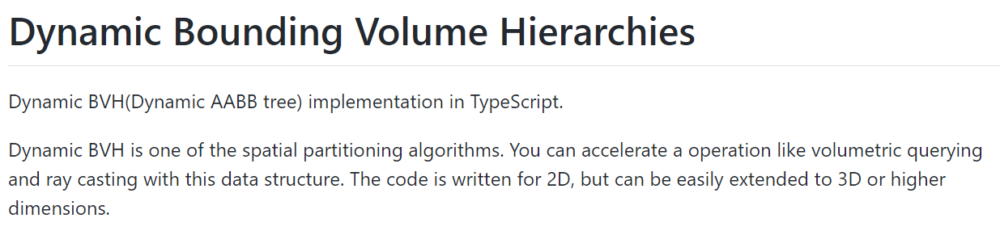 Dynamic Bounding Volume Hierarchies
Dynamic BVH(Dynamic AABB tree) implementation in TypeScript.
Dynamic BVH is one of the spatial partitioning algorithms. You can accelerate a operation like volumetric querying
and ray casting with this data structure. The code is written for 2D, but can be easily extended to 3D or higher
dimensions.